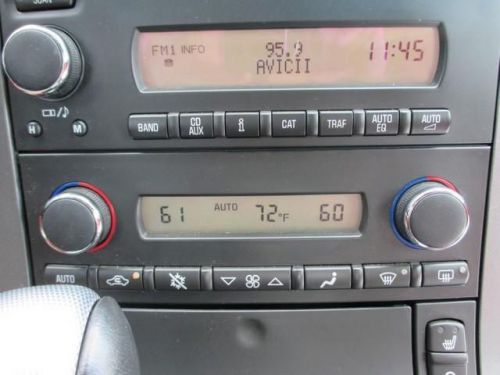 SCAN
FM1 INFO 95.9 11:45
AVICII
H M
BAND CD AUX i CAT TRAF AUTO EQ AUTO
61 AUTO 72°F 60
AUTO